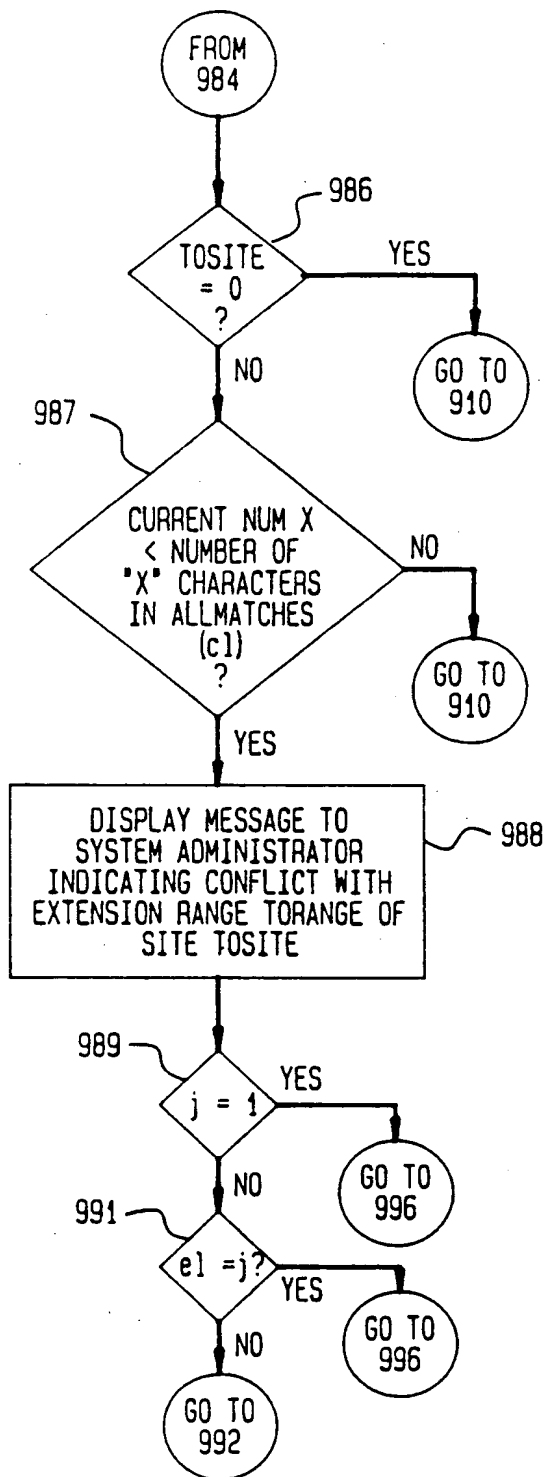 FROM
984
986
TOSITE
= 0
?
YES
GO TO
910
NO
987
CURRENT NUM X
< NUMBER OF
"X" CHARACTERS
IN ALLMATCHES
(c1)
?
NO
GO TO
910
YES
DISPLAY MESSAGE TO
SYSTEM ADMINISTRATOR
INDICATING CONFLICT WITH
EXTENSION RANGE TORANGE OF
SITE TOSITE
988
989
j = 1
YES
GO TO
996
NO
991
e1 =j?
YES
GO TO
996
NO
GO TO
992